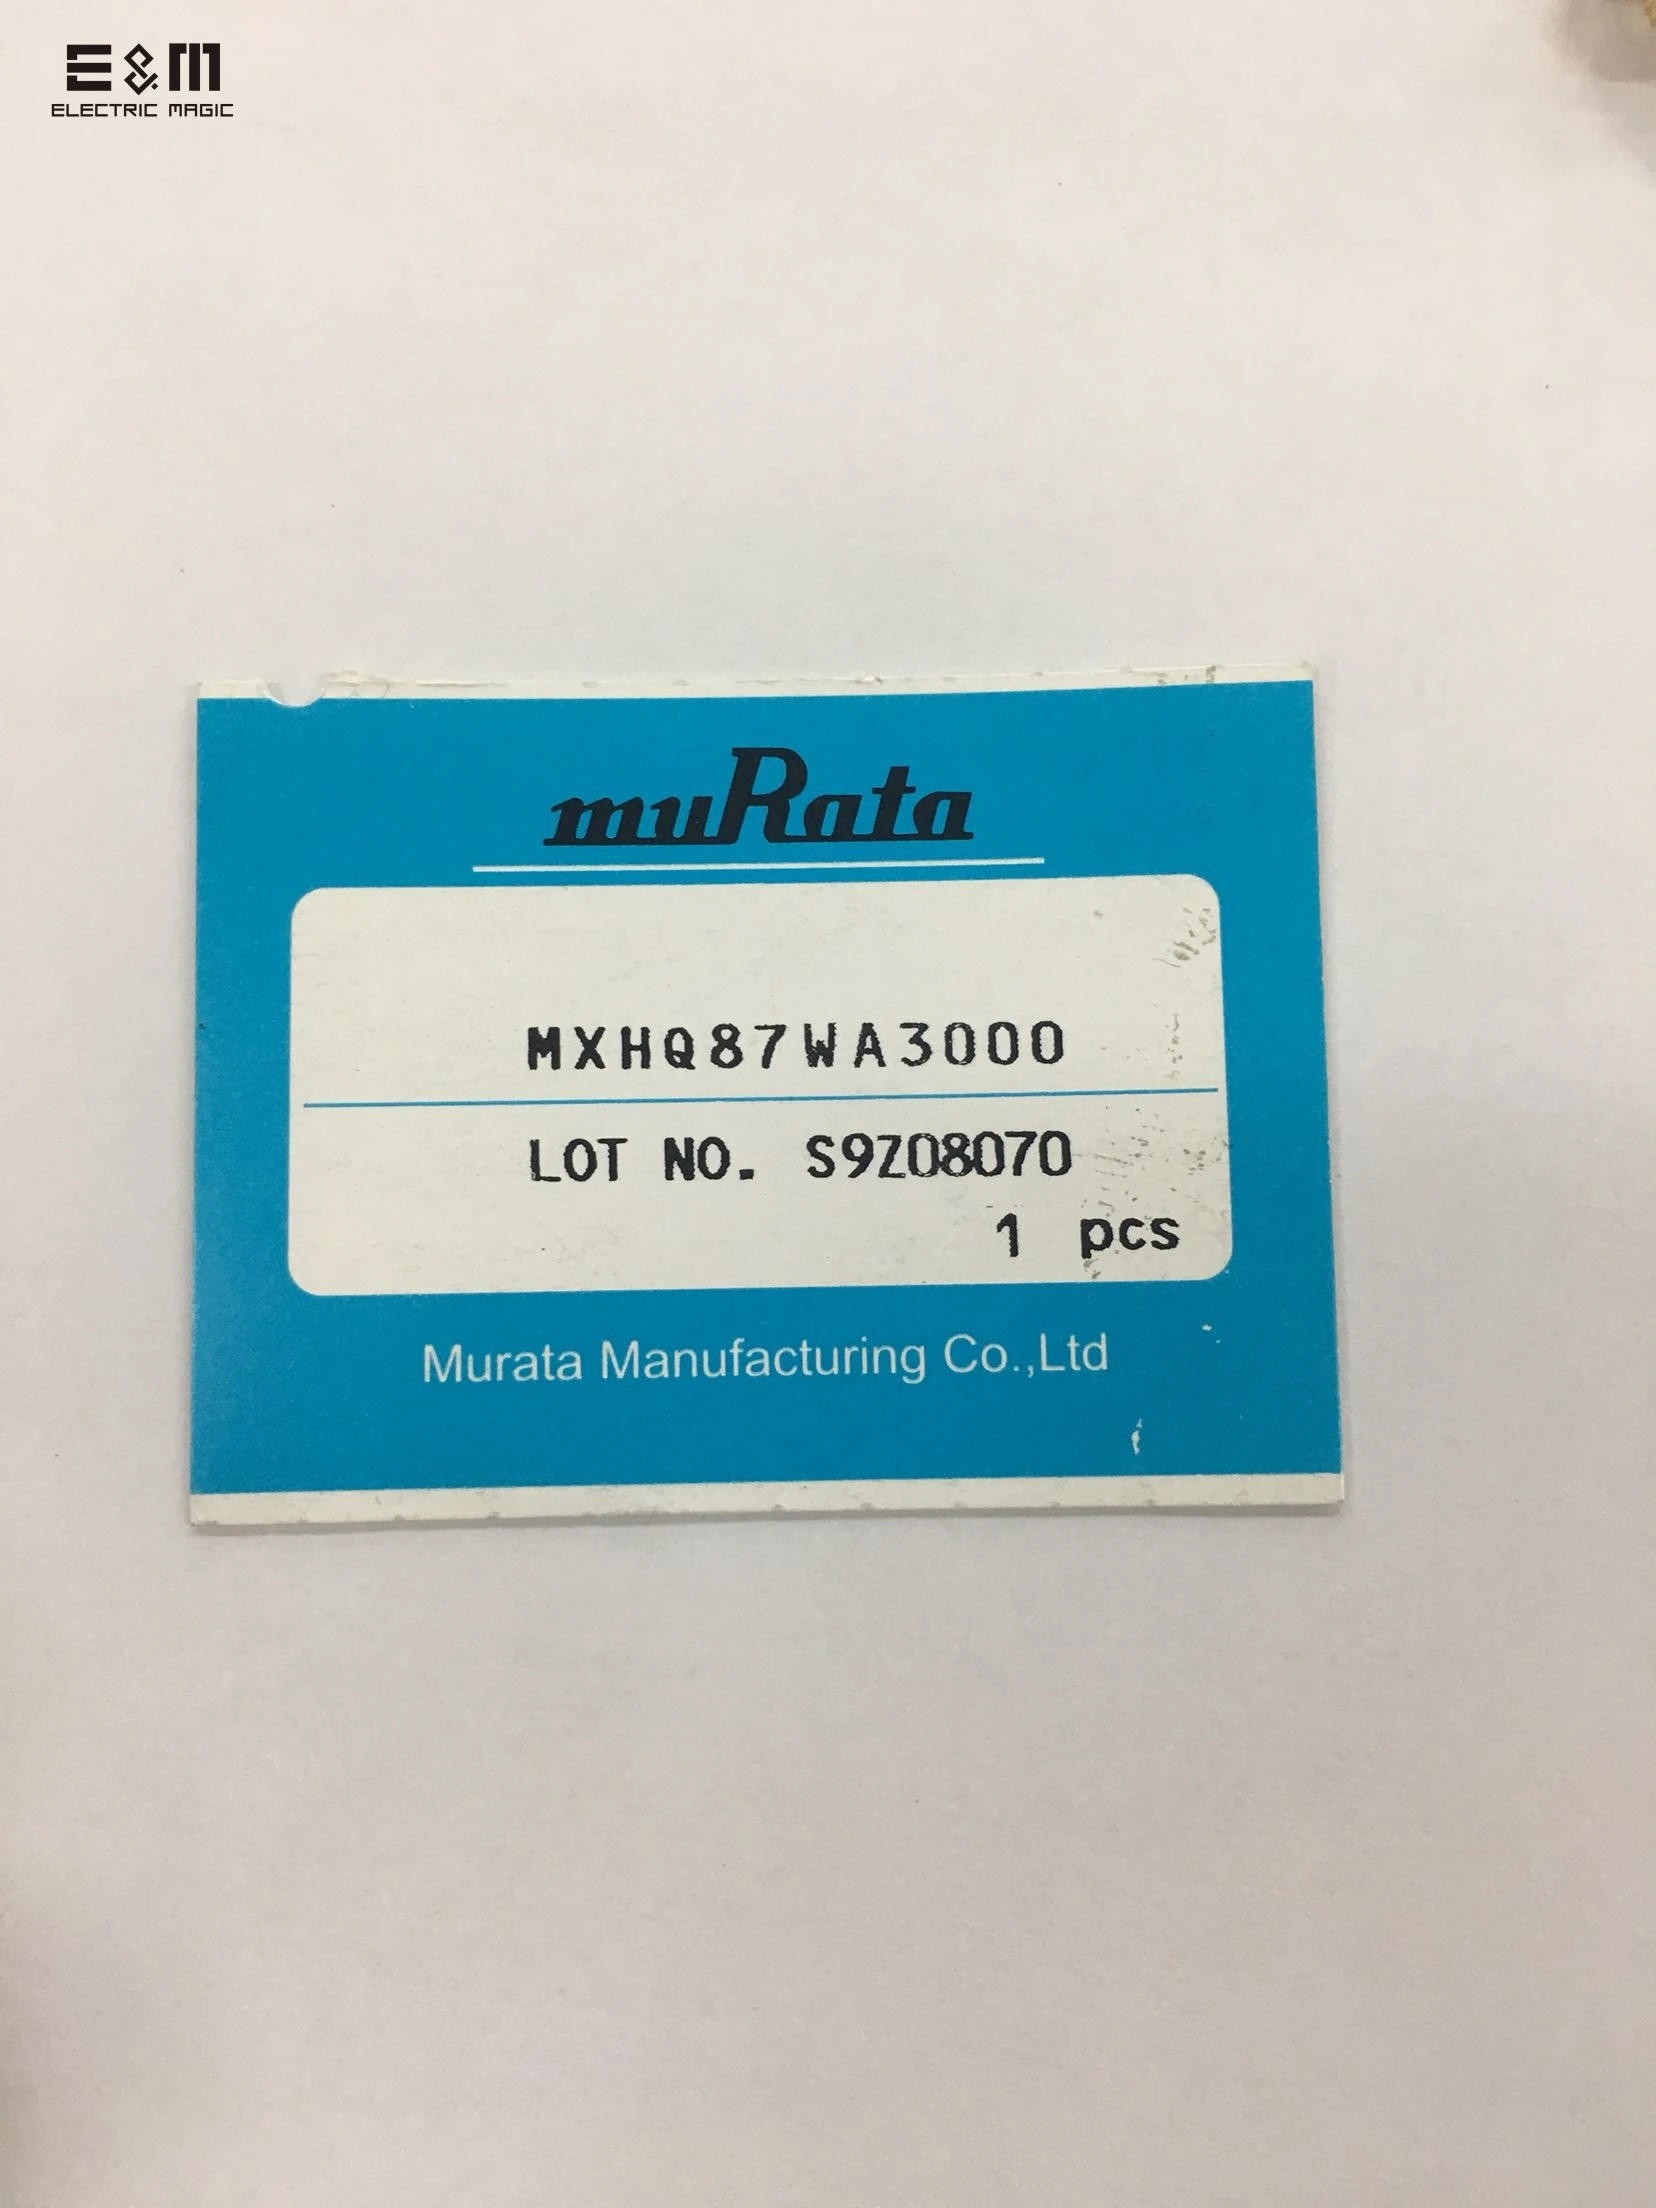 E&M
ELECTRIC MAGIC
muRata
MXHQ87WA3000
LOT NO. S9Z08070
1 pcs
Murata Manufacturing Co.,Ltd